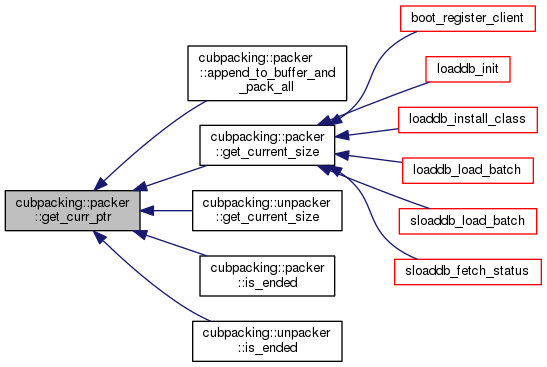 cubpacking::packer
::get_curr_ptr
cubpacking::packer
::append_to_buffer_and
_pack_all
cubpacking::packer
::get_current_size
cubpacking::unpacker
::get_current_size
cubpacking::packer
::is_ended
cubpacking::unpacker
::is_ended
boot_register_client
loaddb_init
loaddb_install_class
loaddb_load_batch
sloaddb_load_batch
sloaddb_fetch_status